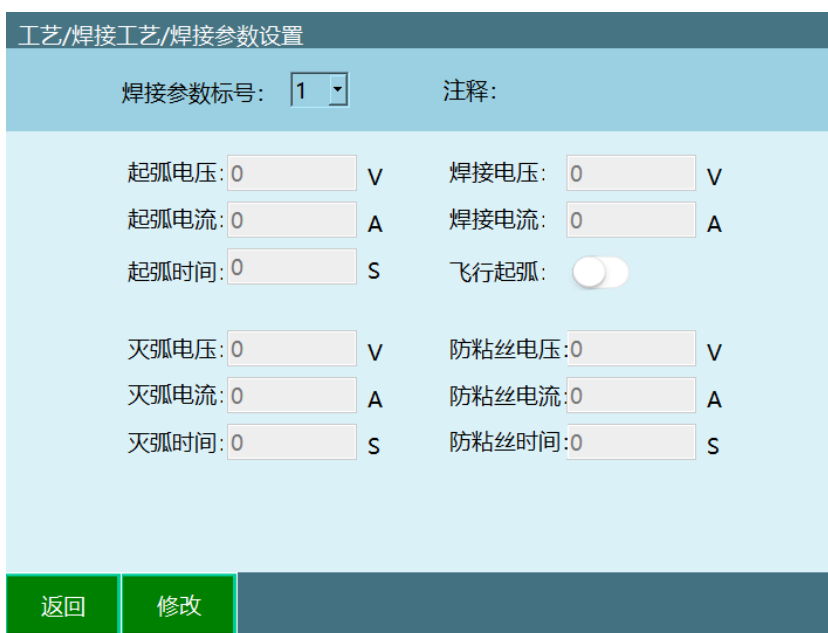 工艺/焊接工艺/焊接参数设置
焊接参数标号: 1 注释:
起弧电压: 0 V 焊接电压: 0 V
起弧电流: 0 A 焊接电流: 0 A
起弧时间: 0 S 飞行起弧:
灭弧电压: 0 V 防粘丝电压: 0 V
灭弧电流: 0 A 防粘丝电流: 0 A
灭弧时间: 0 S 防粘丝时间: 0 S
返回 修改